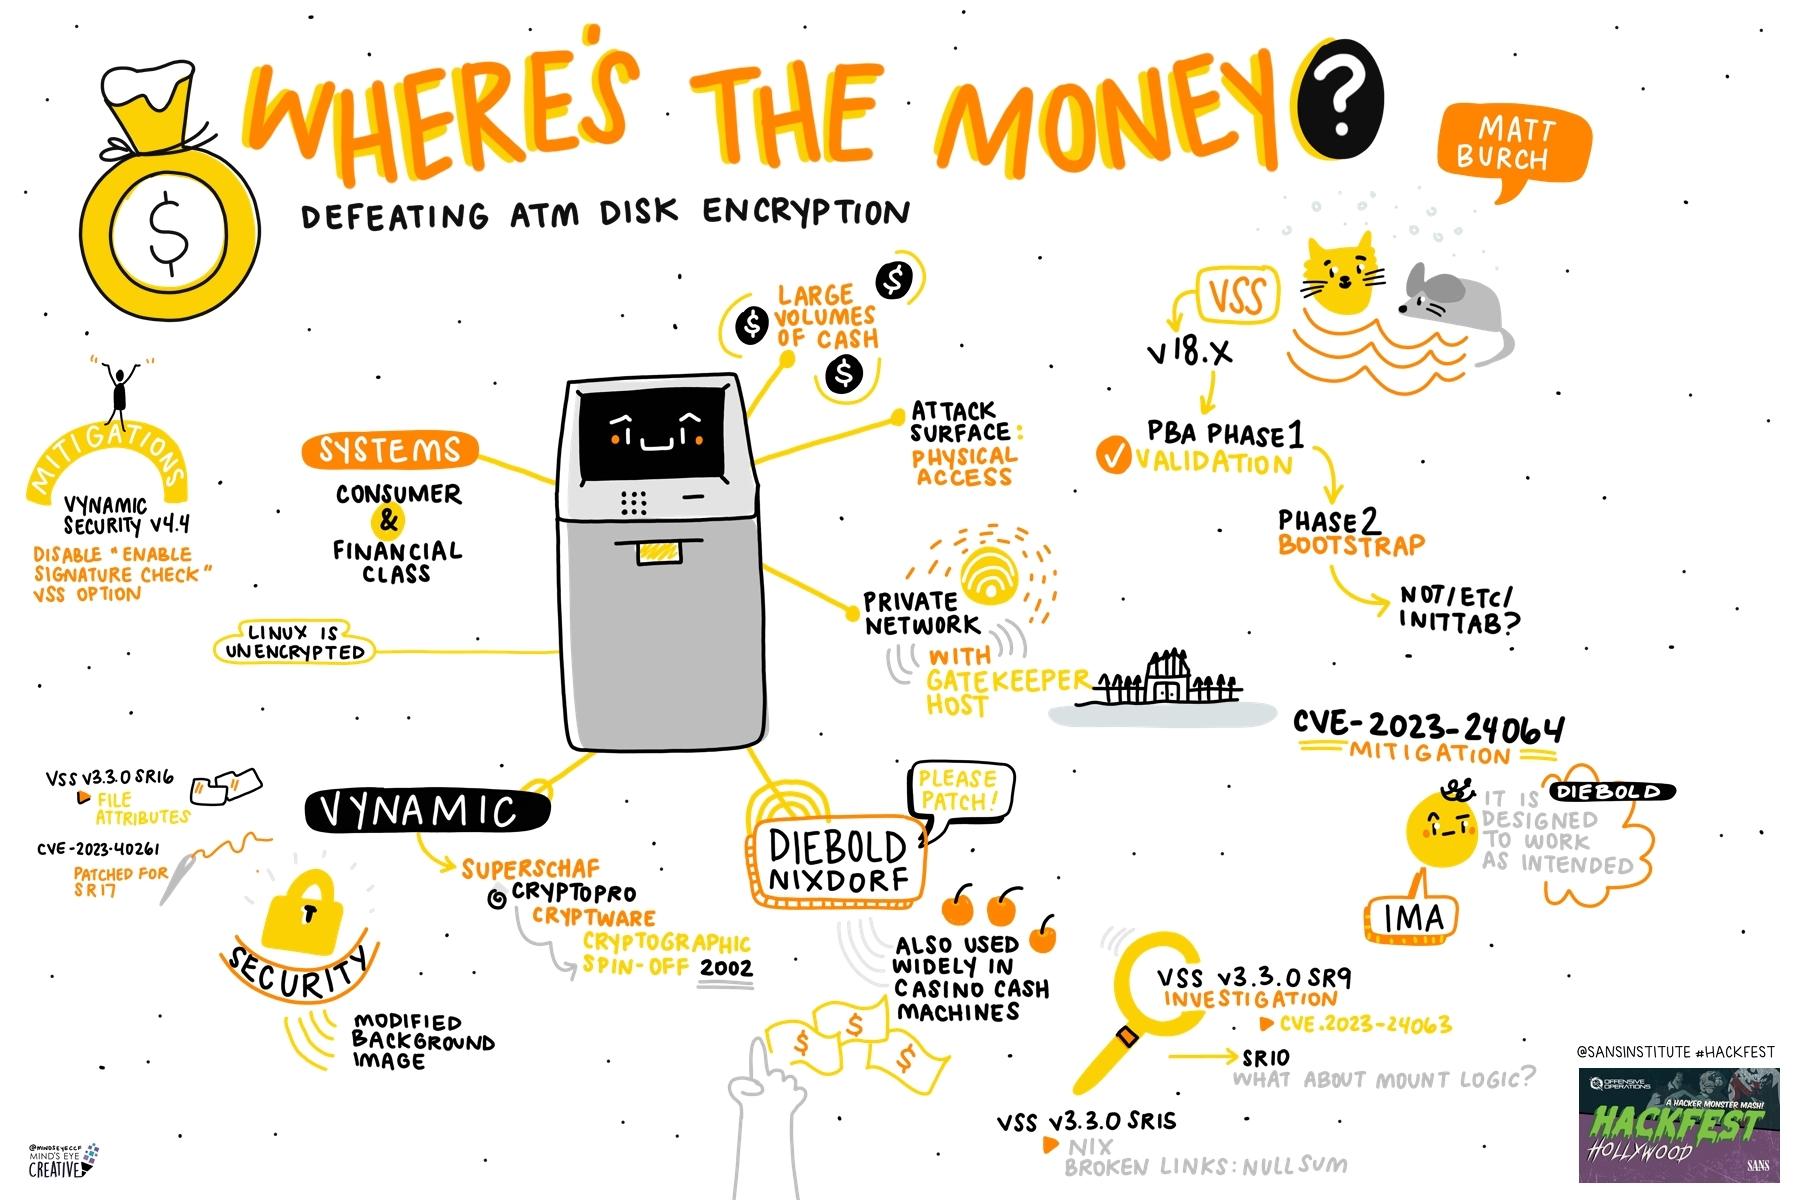 WHERE'S THE MONEY?
DEFEATING ATM DISK ENCRYPTION
MATT
BURCH
$
LARGE
VOLUMES
OF CASH
$
$
$
ATTACK
SURFACE:
PHYSICAL
ACCESS
PRIVATE
NETWORK
WITH
GATEKEEPER
HOST
SYSTEMS
CONSUMER
&
FINANCIAL
CLASS
LINUX IS
UNENCRYPTED
MITIGATIONS
VYNAMIC
SECURITY V4.4
DISABLE "ENABLE
SIGNATURE CHECK"
VSS OPTION
VSS
V18.X
PBA PHASE1
VALIDATION
PHASE2
BOOTSTRAP
NOT/ETC/
INITTAB?
CVE-2023-24064
MITIGATION
DIEBOLD
IT IS
DESIGNED
TO WORK
AS INTENDED
IMA
VSS V3.3.0 SR16
FILE
ATTRIBUTES
CVE-2023-40261
PATCHED FOR
SR17
SECURITY
MODIFIED
BACKGROUND
IMAGE
VYNAMIC
SUPERSCHAF
CRYPTOPRO
CRYPTWARE
CRYPTOGRAPHIC
SPIN-OFF 2002
PLEASE
PATCH!
DIEBOLD
NIXDORF
ALSO USED
WIDELY IN
CASINO CASH
MACHINES
$
$
$
VSS V3.3.0 SR9
INVESTIGATION
CVE.2023-24063
SR10
WHAT ABOUT MOUNT LOGIC?
VSS V3.3.0 SR15
NIX
BROKEN LINKS: NULLSUM
@SANSINSTITUTE #HACKFEST
OFFENSIVE
OPERATIONS
A HACKER MONSTER MASH!
HACKFEST
HOLLYWOOD
SANS
@MINDSEYECCF
MIND'S EYE
CREATIVE